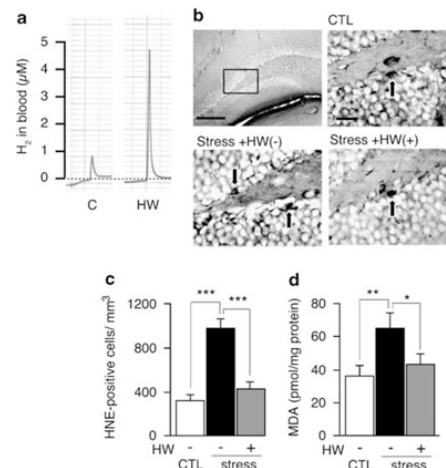 a
5
4
3
2
1
0
H₂ in blood (μM)
C
HW
b
CTL
Stress +HW(-)
Stress +HW(+)
c
***
***
1200
800
400
0
HNE-positive cells/ mm³
HW
-
-
+
CTL
stress
d
**
*
80
60
40
20
0
MDA (pmol/mg protein)
HW
-
-
+
CTL
stress